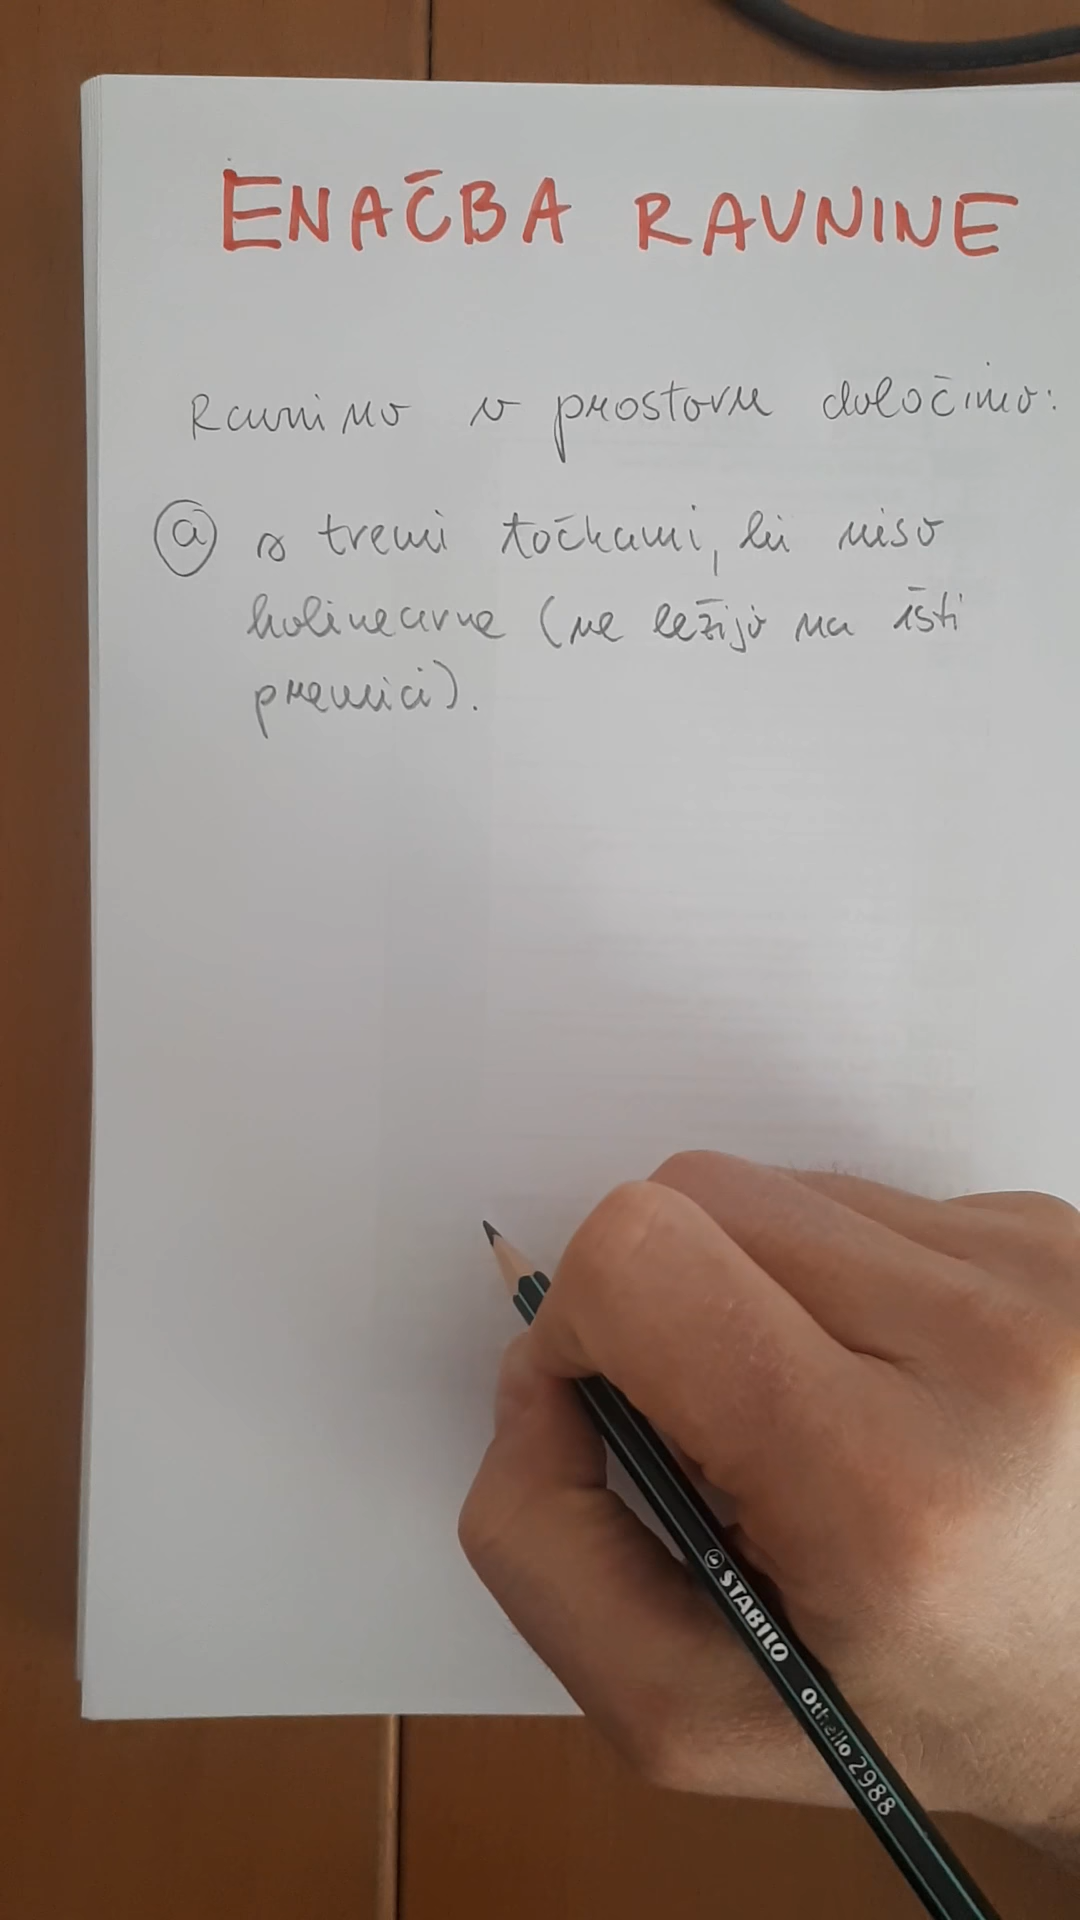 ENAČBA RAVNINE
Ravnino v prostoru določimo:
a s tremi točkami, ki niso
kolinearne (ne ležijo na isti
premici).
STABILO Othello 2988